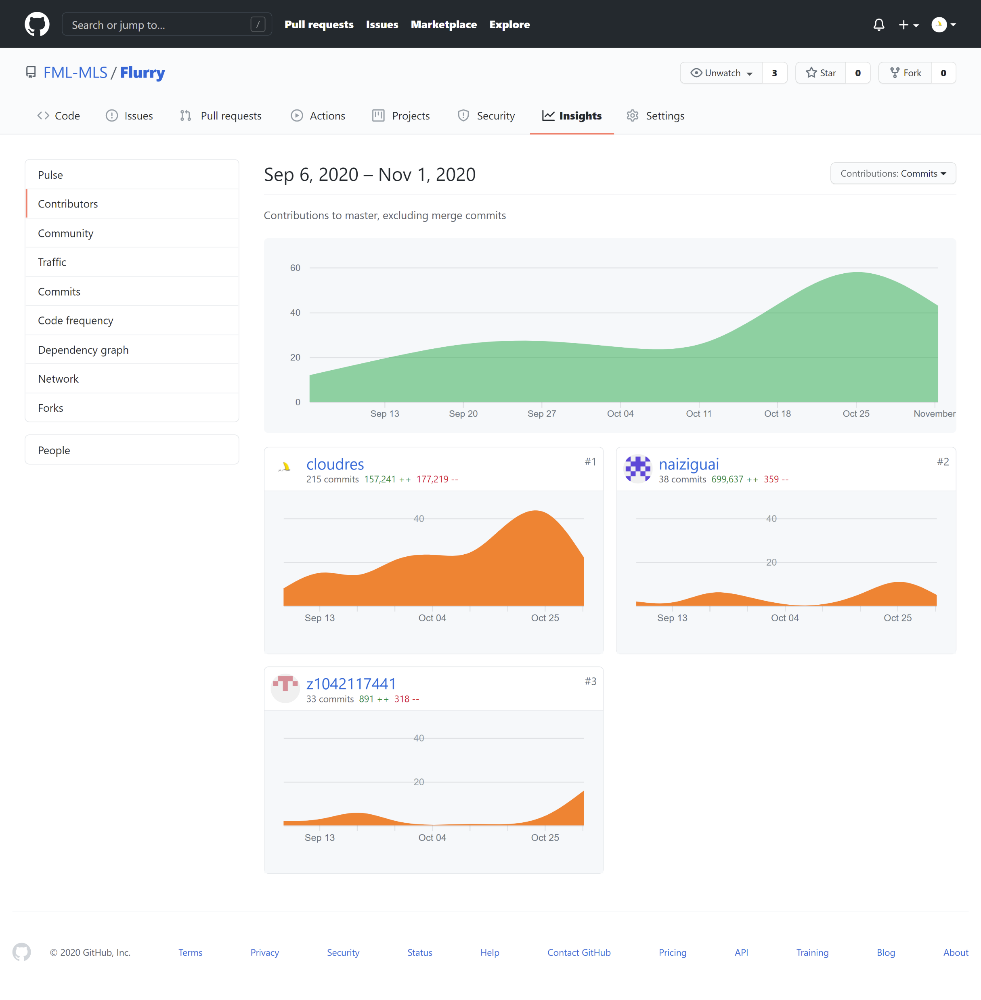 Search or jump to... /
Pull requests Issues Marketplace Explore
FML-MLS / Flurry
Unwatch 3 Star 0 Fork 0
Code Issues Pull requests Actions Projects Security Insights Settings
Pulse
Contributors
Community
Traffic
Commits
Code frequency
Dependency graph
Network
Forks
People
Sep 6, 2020 – Nov 1, 2020
Contributions: Commits
Contributions to master, excluding merge commits
60
40
20
0
Sep 13 Sep 20 Sep 27 Oct 04 Oct 11 Oct 18 Oct 25 November
cloudres #1
215 commits 157,241 ++ 177,219 --
40
Sep 13 Oct 04 Oct 25
naiziguai #2
38 commits 699,637 ++ 359 --
40
20
Sep 13 Oct 04 Oct 25
z1042117441 #3
33 commits 891 ++ 318 --
40
20
Sep 13 Oct 04 Oct 25
© 2020 GitHub, Inc. Terms Privacy Security Status Help Contact GitHub Pricing API Training Blog About